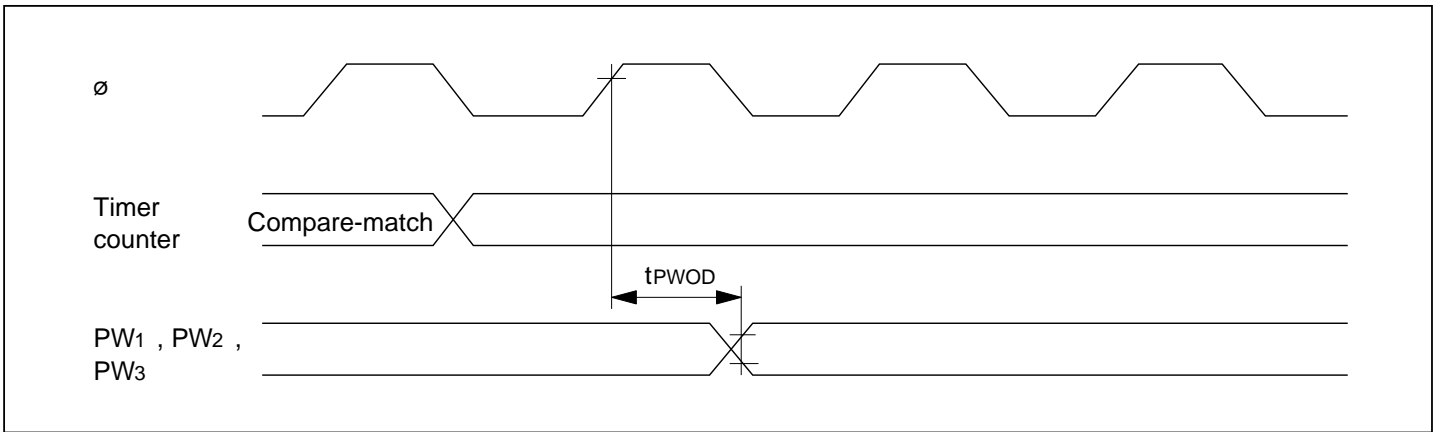 ø
Timer
counter
Compare-match
tPWOD
PW1 , PW2 ,
PW3